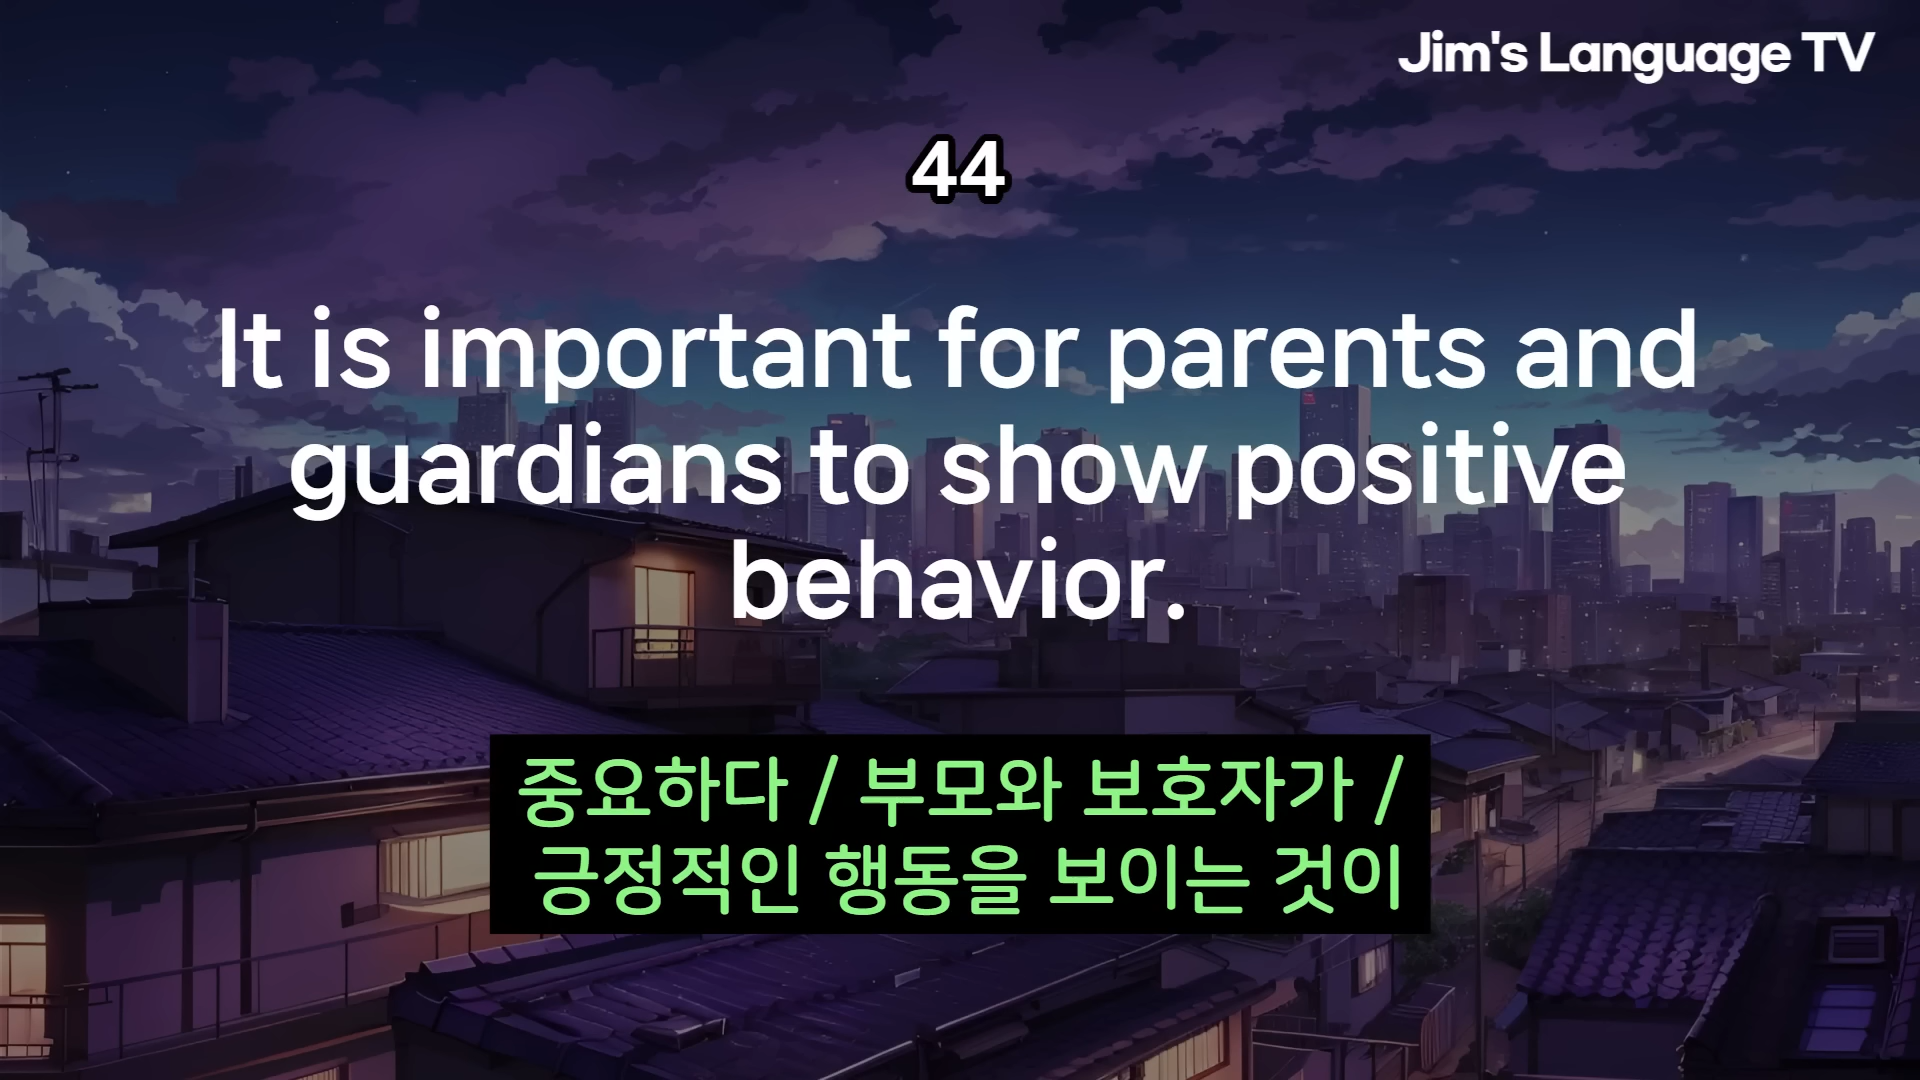 Jim's Language TV
44
It is important for parents and
guardians to show positive
behavior.
중요하다 / 부모와 보호자가 /
긍정적인 행동을 보이는 것이